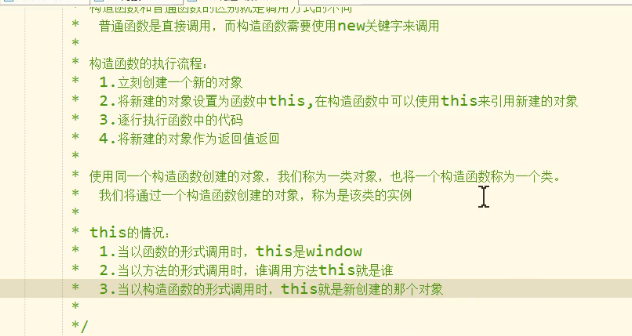 * 构造函数和普通函数的区别就是调用方式的不同
* 普通函数是直接调用，而构造函数需要使用new关键字来调用
*
* 构造函数的执行流程：
* 1.立刻创建一个新的对象
* 2.将新建的对象设置为函数中this,在构造函数中可以使用this来引用新建的对象
* 3.逐行执行函数中的代码
* 4.将新建的对象作为返回值返回
*
* 使用同一个构造函数创建的对象，我们称为一类对象，也将一个构造函数称为一个类。
* 我们将通过一个构造函数创建的对象，称为是该类的实例
*
* this的情况：
* 1.当以函数的形式调用时，this是window
* 2.当以方法的形式调用时，谁调用方法this就是谁
* 3.当以构造函数的形式调用时，this就是新创建的那个对象
*
*/